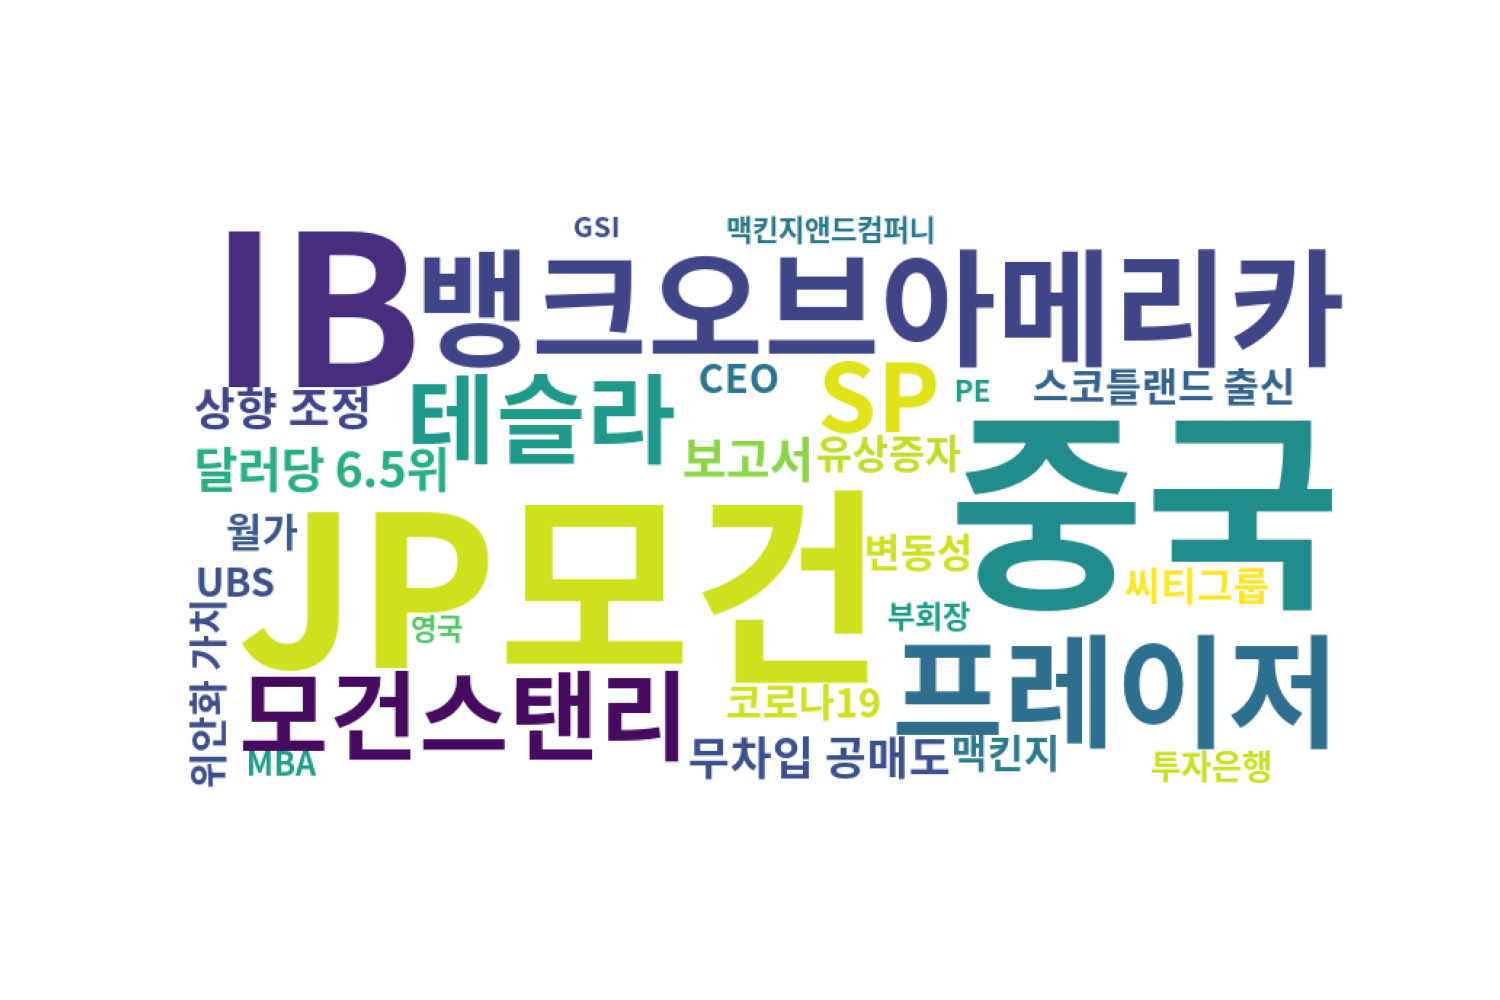 GSI
맥킨지앤드컴퍼니
IB
뱅크오브아메리카
CEO
SP
PE
스코틀랜드 출신
상향 조정
테슬라
중국
달러당 6.5위
보고서
유상증자
월가
JP모건
변동성
UBS
씨티그룹
위안화 가치
영국
부회장
프레이저
모건스탠리
코로나19
MBA
무차입 공매도
맥킨지
투자은행